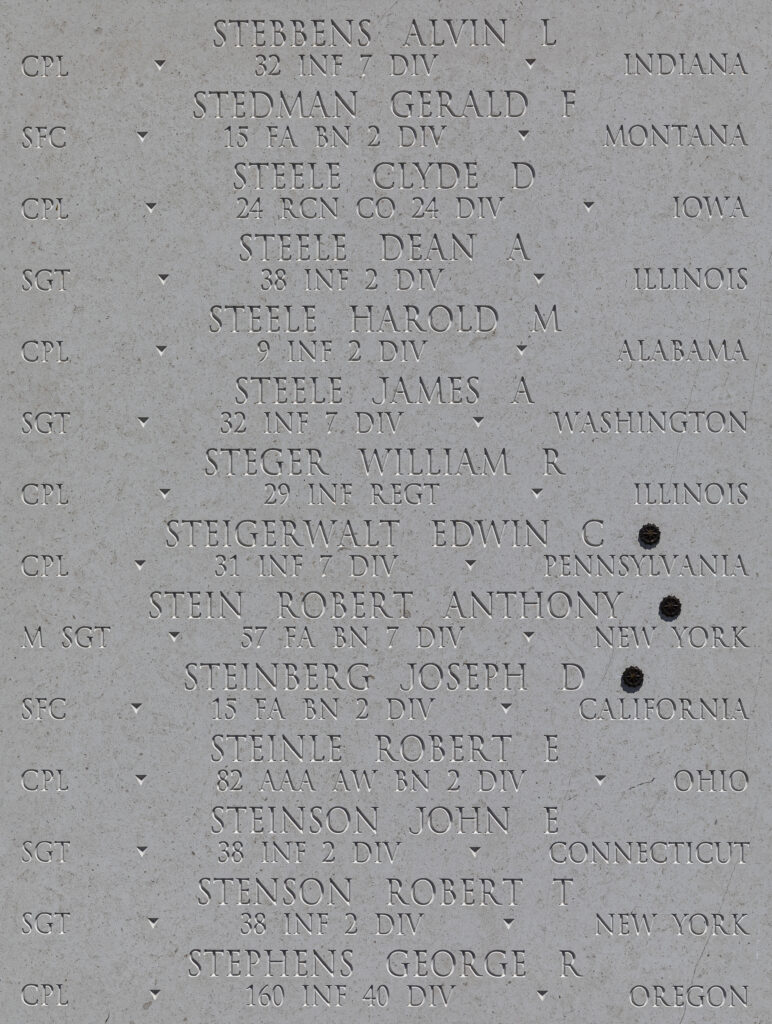 STEBBENS ALVIN L
CPL ▾ 32 INF 7 DIV ▾ INDIANA
STEDMAN GERALD F
SFC ▾ 15 FA BN 2 DIV ▾ MONTANA
STEELE CLYDE D
CPL ▾ 24 RCN CO 24 DIV ▾ IOWA
STEELE DEAN A
SGT ▾ 38 INF 2 DIV ▾ ILLINOIS
STEELE HAROLD M
CPL ▾ 9 INF 2 DIV ▾ ALABAMA
STEELE JAMES A
SGT ▾ 32 INF 7 DIV ▾ WASHINGTON
STEGER WILLIAM R
CPL ▾ 29 INF REGT ▾ ILLINOIS
STEIGERWALT EDWIN C
CPL ▾ 31 INF 7 DIV ▾ PENNSYLVANIA
STEIN ROBERT ANTHONY
M SGT ▾ 57 FA BN 7 DIV ▾ NEW YORK
STEINBERG JOSEPH D
SFC ▾ 15 FA BN 2 DIV ▾ CALIFORNIA
STEINLE ROBERT E
CPL ▾ 82 AAA AW BN 2 DIV ▾ OHIO
STEINSON JOHN E
SGT ▾ 38 INF 2 DIV ▾ CONNECTICUT
STENSON ROBERT T
SGT ▾ 38 INF 2 DIV ▾ NEW YORK
STEPHENS GEORGE R
CPL ▾ 160 INF 40 DIV ▾ OREGON